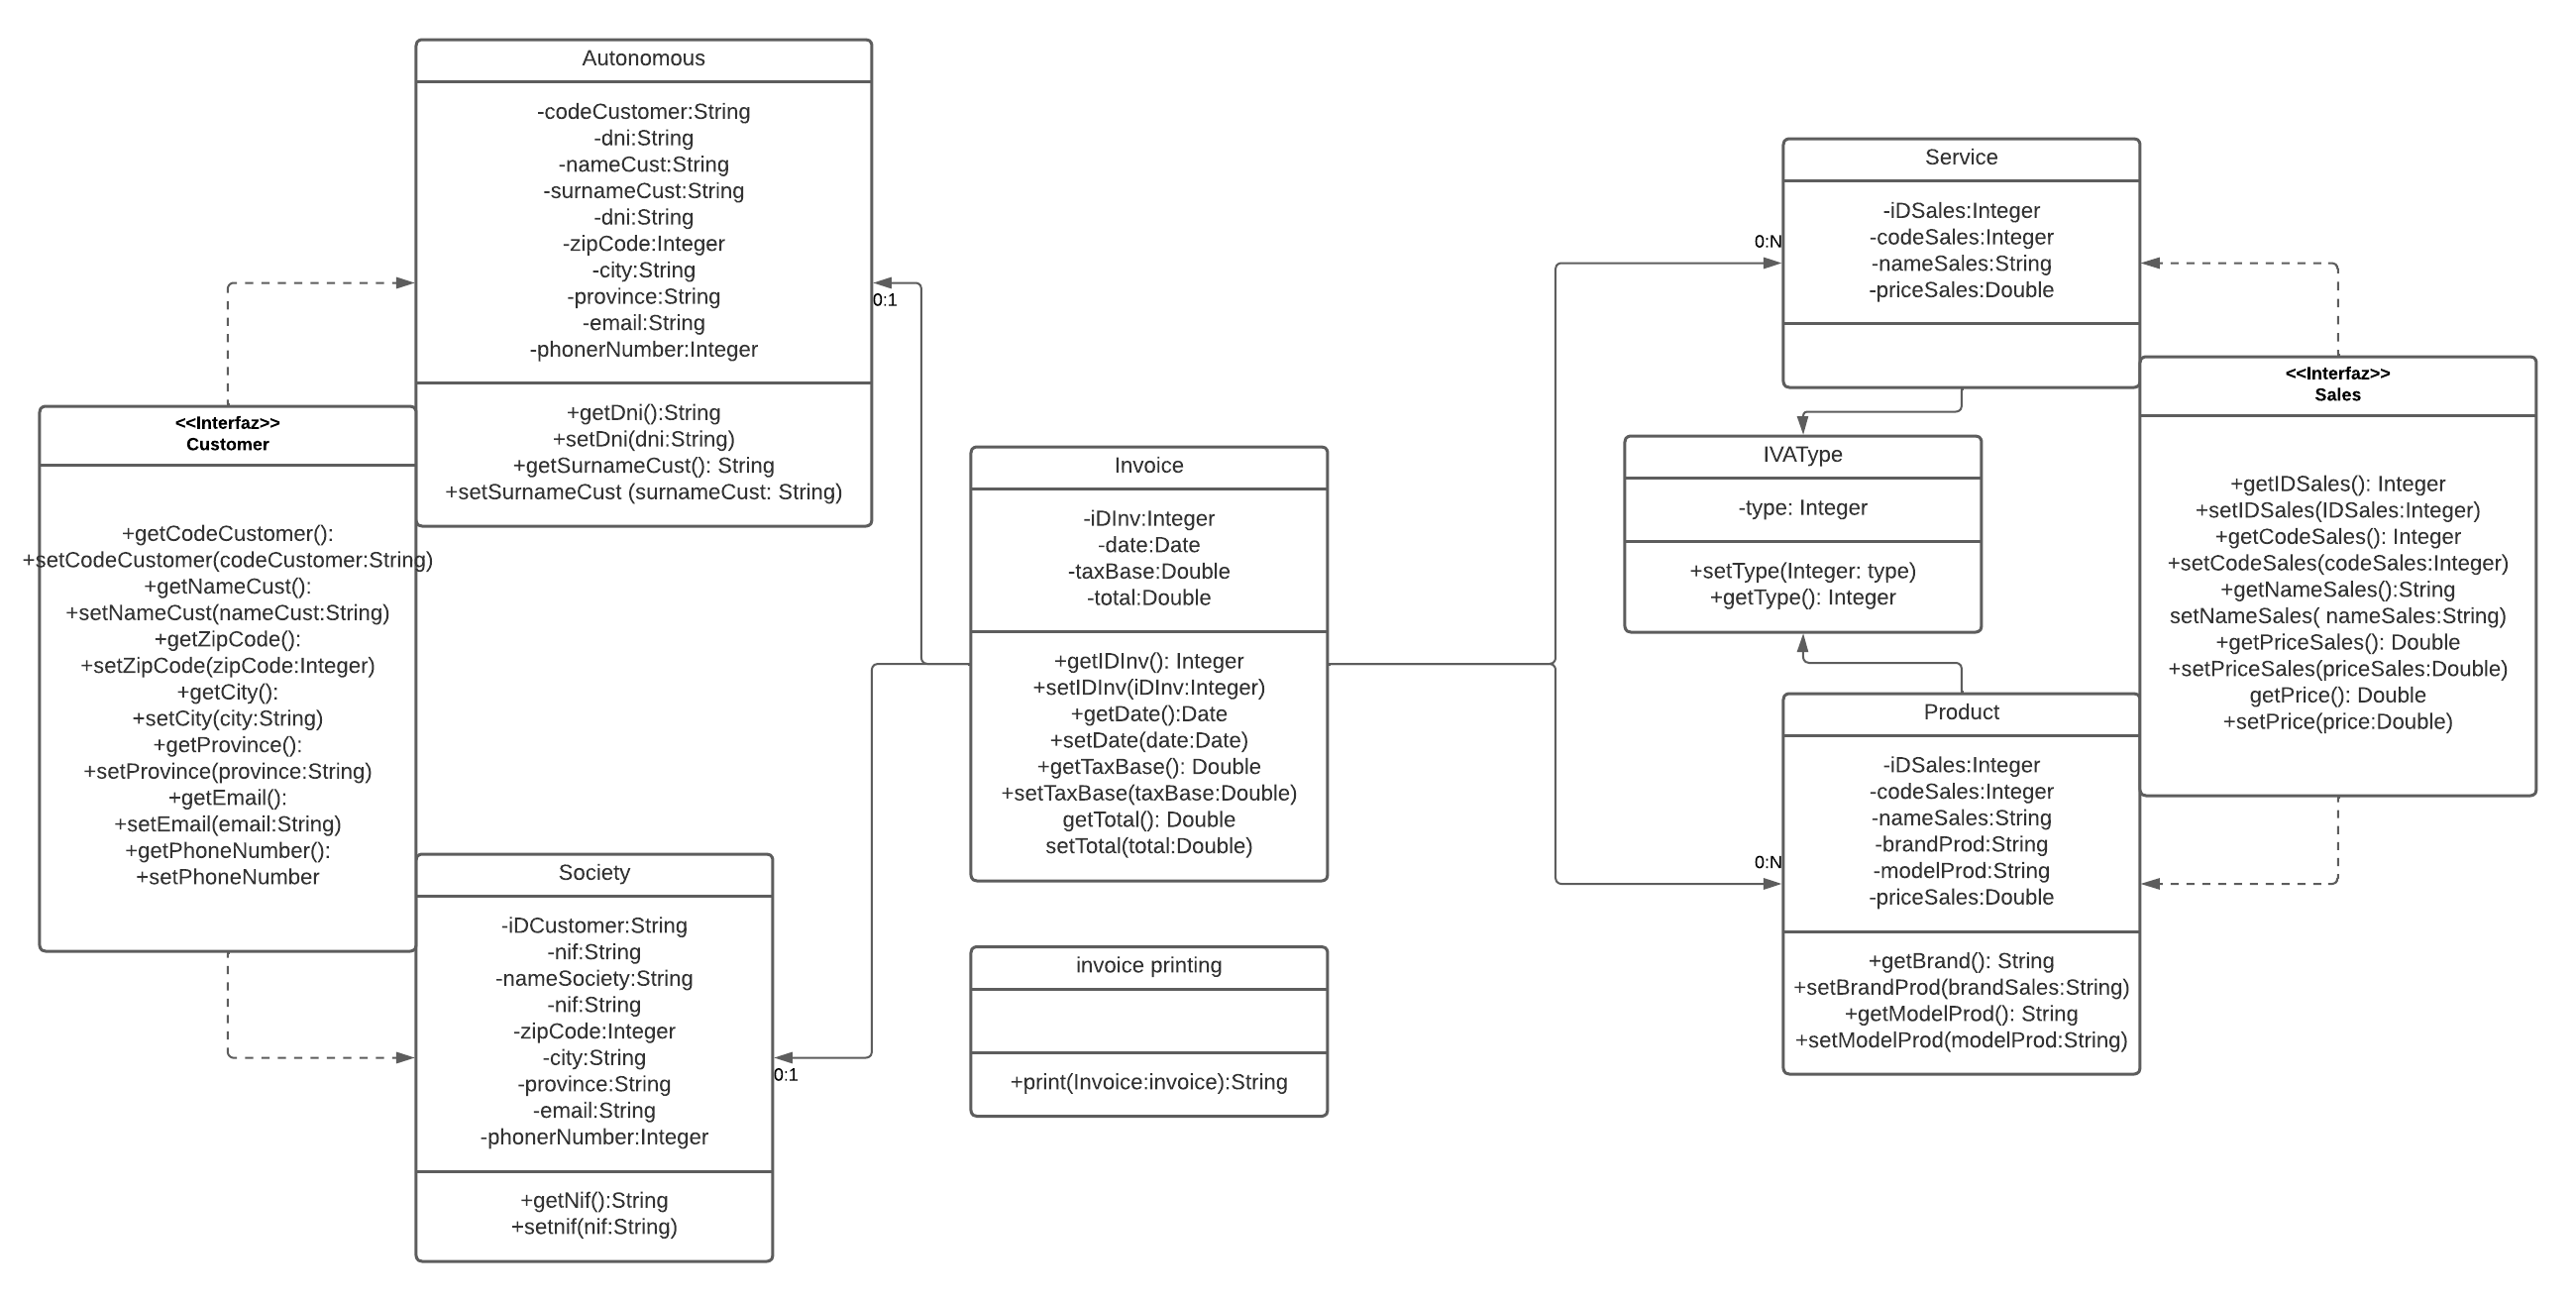 Autonomous
-codeCustomer:String
-dni:String
-nameCust:String
-surnameCust:String
-dni:String
-zipCode:Integer
-city:String
-province:String
-email:String
-phonerNumber:Integer
+getDni():String
+setDni(dni:String)
+getSurnameCust(): String
+setSurnameCust (surnameCust: String)
0:1
<<Interfaz>>
Customer
+getCodeCustomer():
+setCodeCustomer(codeCustomer:String)
+getNameCust():
+setNameCust(nameCust:String)
+getZipCode():
+setZipCode(zipCode:Integer)
+getCity():
+setCity(city:String)
+getProvince():
+setProvince(province:String)
+getEmail():
+setEmail(email:String)
+getPhoneNumber():
+setPhoneNumber
Society
-iDCustomer:String
-nif:String
-nameSociety:String
-nif:String
-zipCode:Integer
-city:String
-province:String
-email:String
-phonerNumber:Integer
+getNif():String
+setnif(nif:String)
0:1
Invoice
-iDInv:Integer
-date:Date
-taxBase:Double
-total:Double
+getIDInv(): Integer
+setIDInv(iDInv:Integer)
+getDate():Date
+setDate(date:Date)
+getTaxBase(): Double
+setTaxBase(taxBase:Double)
getTotal(): Double
setTotal(total:Double)
invoice printing
+print(Invoice:invoice):String
Service
-iDSales:Integer
-codeSales:Integer
-nameSales:String
-priceSales:Double
0:N
IVAType
-type: Integer
+setType(Integer: type)
+getType(): Integer
Product
-iDSales:Integer
-codeSales:Integer
-nameSales:String
-brandProd:String
-modelProd:String
-priceSales:Double
+getBrand(): String
+setBrandProd(brandSales:String)
+getModelProd(): String
+setModelProd(modelProd:String)
0:N
<<Interfaz>>
Sales
+getIDSales(): Integer
+setIDSales(IDSales:Integer)
+getCodeSales(): Integer
+setCodeSales(codeSales:Integer)
+getNameSales():String
setNameSales( nameSales:String)
+getPriceSales(): Double
+setPriceSales(priceSales:Double)
getPrice(): Double
+setPrice(price:Double)